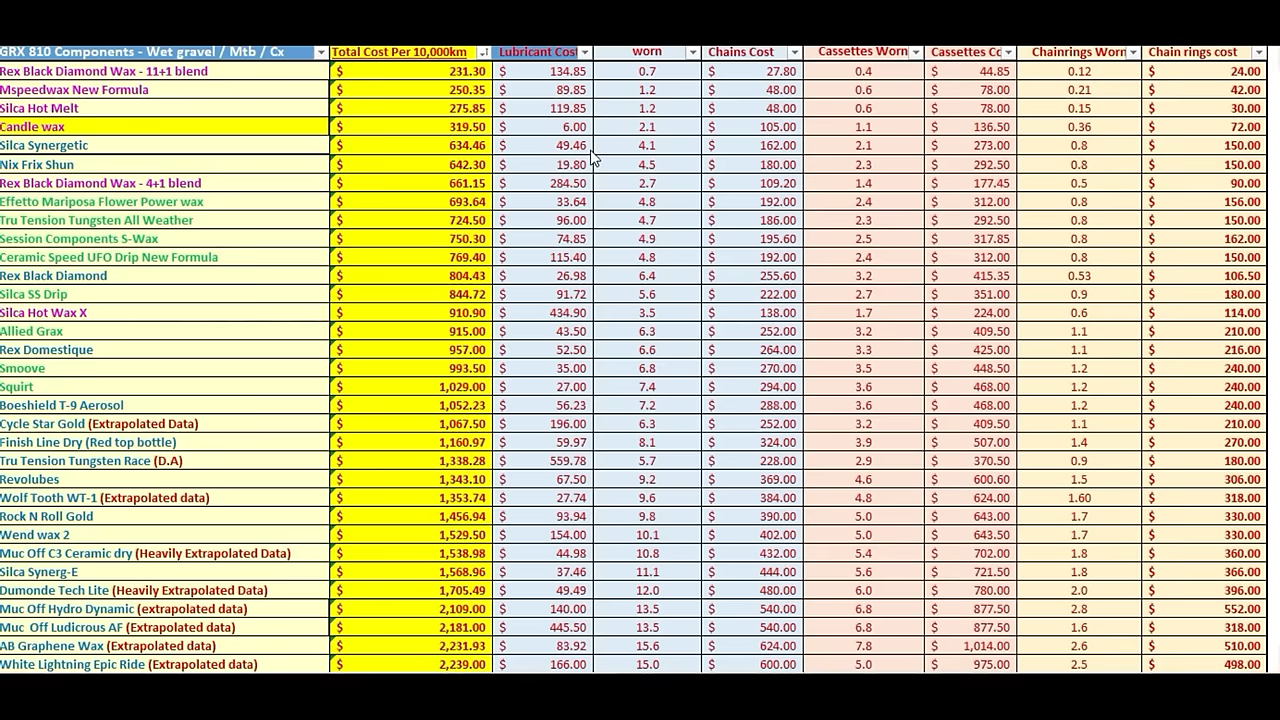 GRX 810 Components - Wet gravel / Mtb / Cx Total Cost Per 10,000km Lubricant Cost worn Chains Cost Cassettes Worn Cassettes Cc Chainrings Worn Chain rings cost
Rex Black Diamond Wax - 11+1 blend $ 231.30 $ 134.85 0.7 $ 27.80 0.4 $ 44.85 0.12 $ 24.00
Mspeedwax New Formula $ 250.35 $ 89.85 1.2 $ 48.00 0.6 $ 78.00 0.21 $ 42.00
Silca Hot Melt $ 275.85 $ 119.85 1.2 $ 48.00 0.6 $ 78.00 0.15 $ 30.00
Candle wax $ 319.50 $ 6.00 2.1 $ 105.00 1.1 $ 136.50 0.36 $ 72.00
Silca Synergetic $ 634.46 $ 49.46 4.1 $ 162.00 2.1 $ 273.00 0.8 $ 150.00
Nix Frix Shun $ 642.30 $ 19.80 4.5 $ 180.00 2.3 $ 292.50 0.8 $ 150.00
Rex Black Diamond Wax - 4+1 blend $ 661.15 $ 284.50 2.7 $ 109.20 1.4 $ 177.45 0.5 $ 90.00
Effetto Mariposa Flower Power wax $ 693.64 $ 33.64 4.8 $ 192.00 2.4 $ 312.00 0.8 $ 156.00
Tru Tension Tungsten All Weather $ 724.50 $ 96.00 4.7 $ 186.00 2.3 $ 292.50 0.8 $ 150.00
Session Components S-Wax $ 750.30 $ 74.85 4.9 $ 195.60 2.5 $ 317.85 0.8 $ 162.00
Ceramic Speed UFO Drip New Formula $ 769.40 $ 115.40 4.8 $ 192.00 2.4 $ 312.00 0.8 $ 150.00
Rex Black Diamond $ 804.43 $ 26.98 6.4 $ 255.60 3.2 $ 415.35 0.53 $ 106.50
Silca SS Drip $ 844.72 $ 91.72 5.6 $ 222.00 2.7 $ 351.00 0.9 $ 180.00
Silca Hot Wax X $ 910.90 $ 434.90 3.5 $ 138.00 1.7 $ 224.00 0.6 $ 114.00
Allied Grax $ 915.00 $ 43.50 6.3 $ 252.00 3.2 $ 409.50 1.1 $ 210.00
Rex Domestique $ 957.00 $ 52.50 6.6 $ 264.00 3.3 $ 425.00 1.1 $ 216.00
Smoove $ 993.50 $ 35.00 6.8 $ 270.00 3.5 $ 448.50 1.2 $ 240.00
Squirt $ 1,029.00 $ 27.00 7.4 $ 294.00 3.6 $ 468.00 1.2 $ 240.00
Boeshield T-9 Aerosol $ 1,052.23 $ 56.23 7.2 $ 288.00 3.6 $ 468.00 1.2 $ 240.00
Cycle Star Gold (Extrapolated Data) $ 1,067.50 $ 196.00 6.3 $ 252.00 3.2 $ 409.50 1.1 $ 210.00
Finish Line Dry (Red top bottle) $ 1,160.97 $ 59.97 8.1 $ 324.00 3.9 $ 507.00 1.4 $ 270.00
Tru Tension Tungsten Race (D.A) $ 1,338.28 $ 559.78 5.7 $ 228.00 2.9 $ 370.50 0.9 $ 180.00
Revolubes $ 1,343.10 $ 67.50 9.2 $ 369.00 4.6 $ 600.60 1.5 $ 306.00
Wolf Tooth WT-1 (Extrapolated data) $ 1,353.74 $ 27.74 9.6 $ 384.00 4.8 $ 624.00 1.60 $ 318.00
Rock N Roll Gold $ 1,456.94 $ 93.94 9.8 $ 390.00 5.0 $ 643.00 1.7 $ 330.00
Wend wax 2 $ 1,529.50 $ 154.00 10.1 $ 402.00 5.0 $ 643.50 1.7 $ 330.00
Muc Off C3 Ceramic dry (Heavily Extrapolated Data) $ 1,538.98 $ 44.98 10.8 $ 432.00 5.4 $ 702.00 1.8 $ 360.00
Silca Synerg-E $ 1,568.96 $ 37.46 11.1 $ 444.00 5.6 $ 721.50 1.8 $ 366.00
Dumonde Tech Lite (Heavily Extrapolated Data) $ 1,705.49 $ 49.49 12.0 $ 480.00 6.0 $ 780.00 2.0 $ 396.00
Muc Off Hydro Dynamic (extrapolated data) $ 2,109.00 $ 140.00 13.5 $ 540.00 6.8 $ 877.50 2.8 $ 552.00
Muc Off Ludicrous AF (Extrapolated data) $ 2,181.00 $ 445.50 13.5 $ 540.00 6.8 $ 877.50 1.6 $ 318.00
AB Graphene Wax (Extrapolated data) $ 2,231.93 $ 83.92 15.6 $ 624.00 7.8 $ 1,014.00 2.6 $ 510.00
White Lightning Epic Ride (Extrapolated data) $ 2,239.00 $ 166.00 15.0 $ 600.00 5.0 $ 975.00 2.5 $ 498.00